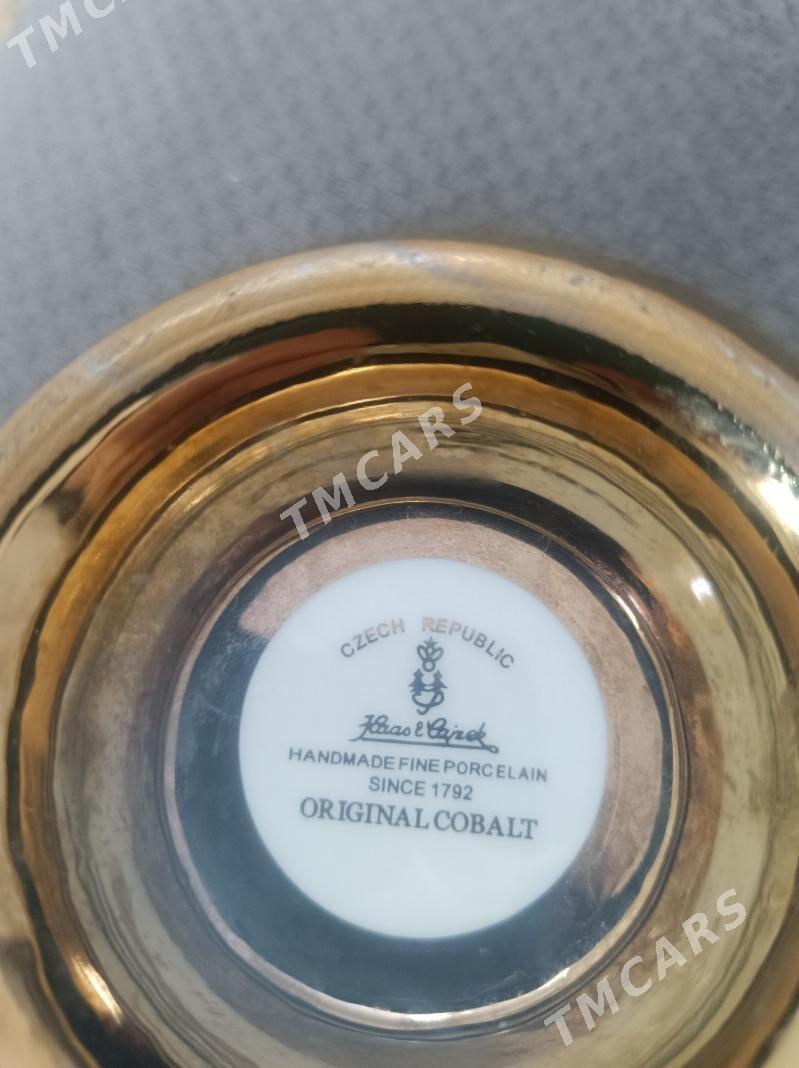 TMCARS
TMCARS
CZECH REPUBLIC
Haas & Czjzek
HANDMADE FINE PORCELAIN
SINCE 1792
ORIGINAL COBALT
TMCARS